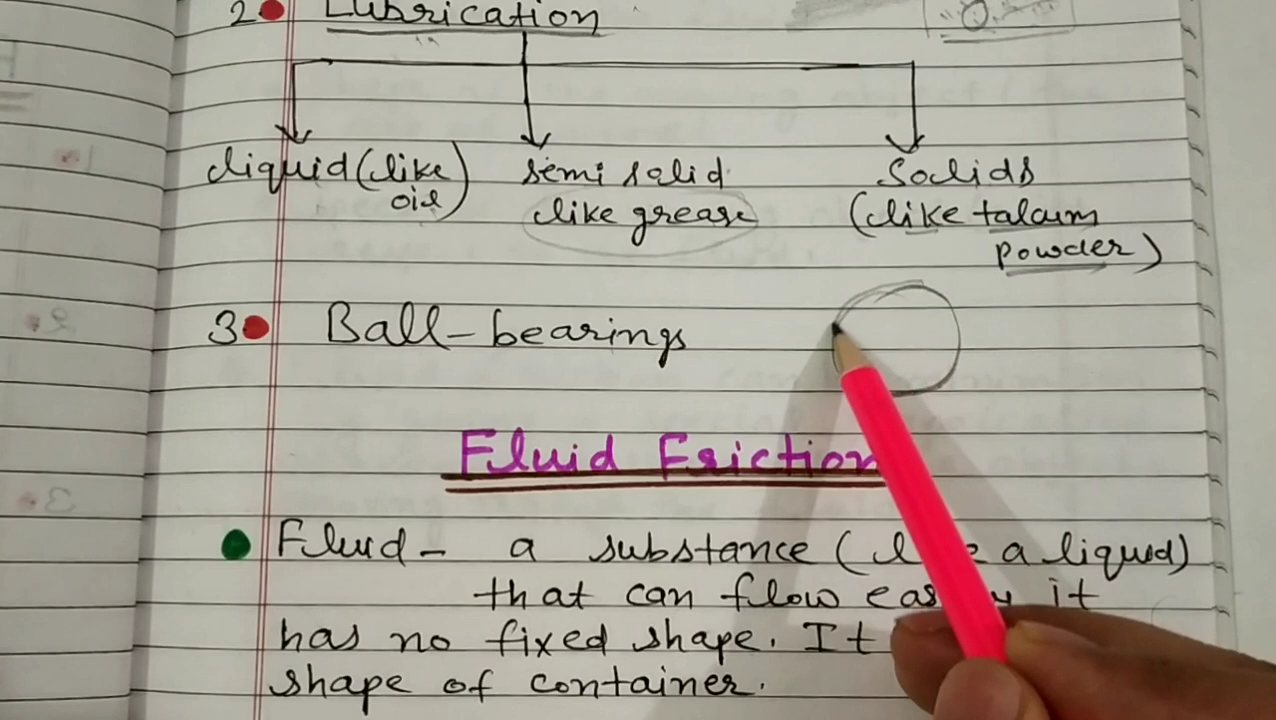 2 Lubrication
liquid (like semi solid Solids
oil) like grease (like talcum
powder)
3 Ball-bearings
Fluid Friction
Fluid - a substance ( a liquid)
that can flow it
has no fixed shape. It
shape of container.